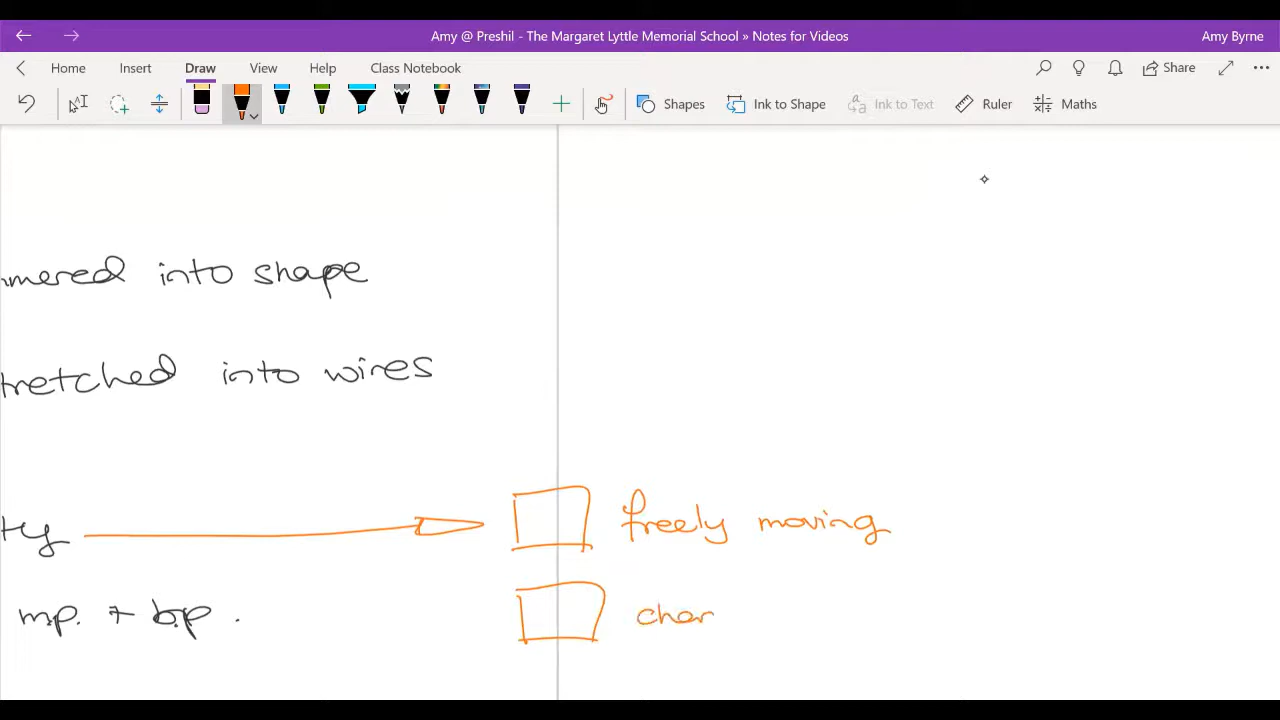 Amy @ Preshil - The Margaret Lyttle Memorial School » Notes for Videos
Amy Byrne
Home Insert Draw View Help Class Notebook
Share
Shapes Ink to Shape Ink to Text Ruler Maths
mered into shape
tretched into wires
ty
freely moving
m.p. + b.p.
char